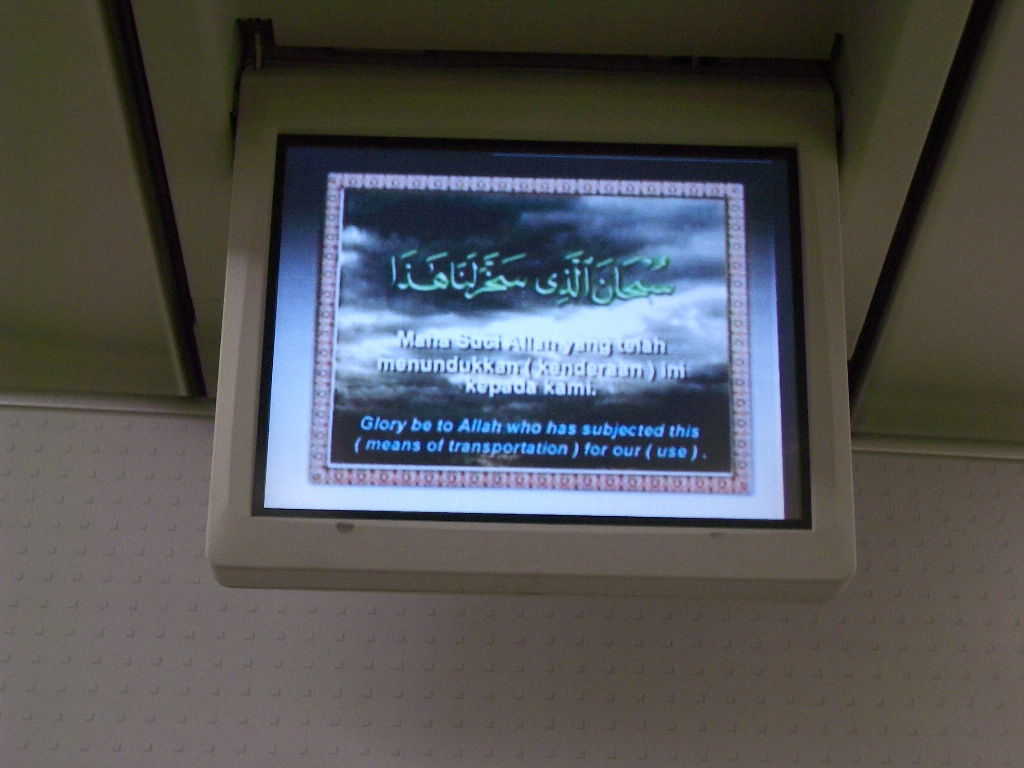 سُبْحَانَ ٱلَّذِى سَخَّرَ لَنَا هَـٰذَا
Maha Suci Allah yang telah
menundukkan ( kenderaan ) ini
kepada kami.
Glory be to Allah who has subjected this
( means of transportation ) for our ( use ) .